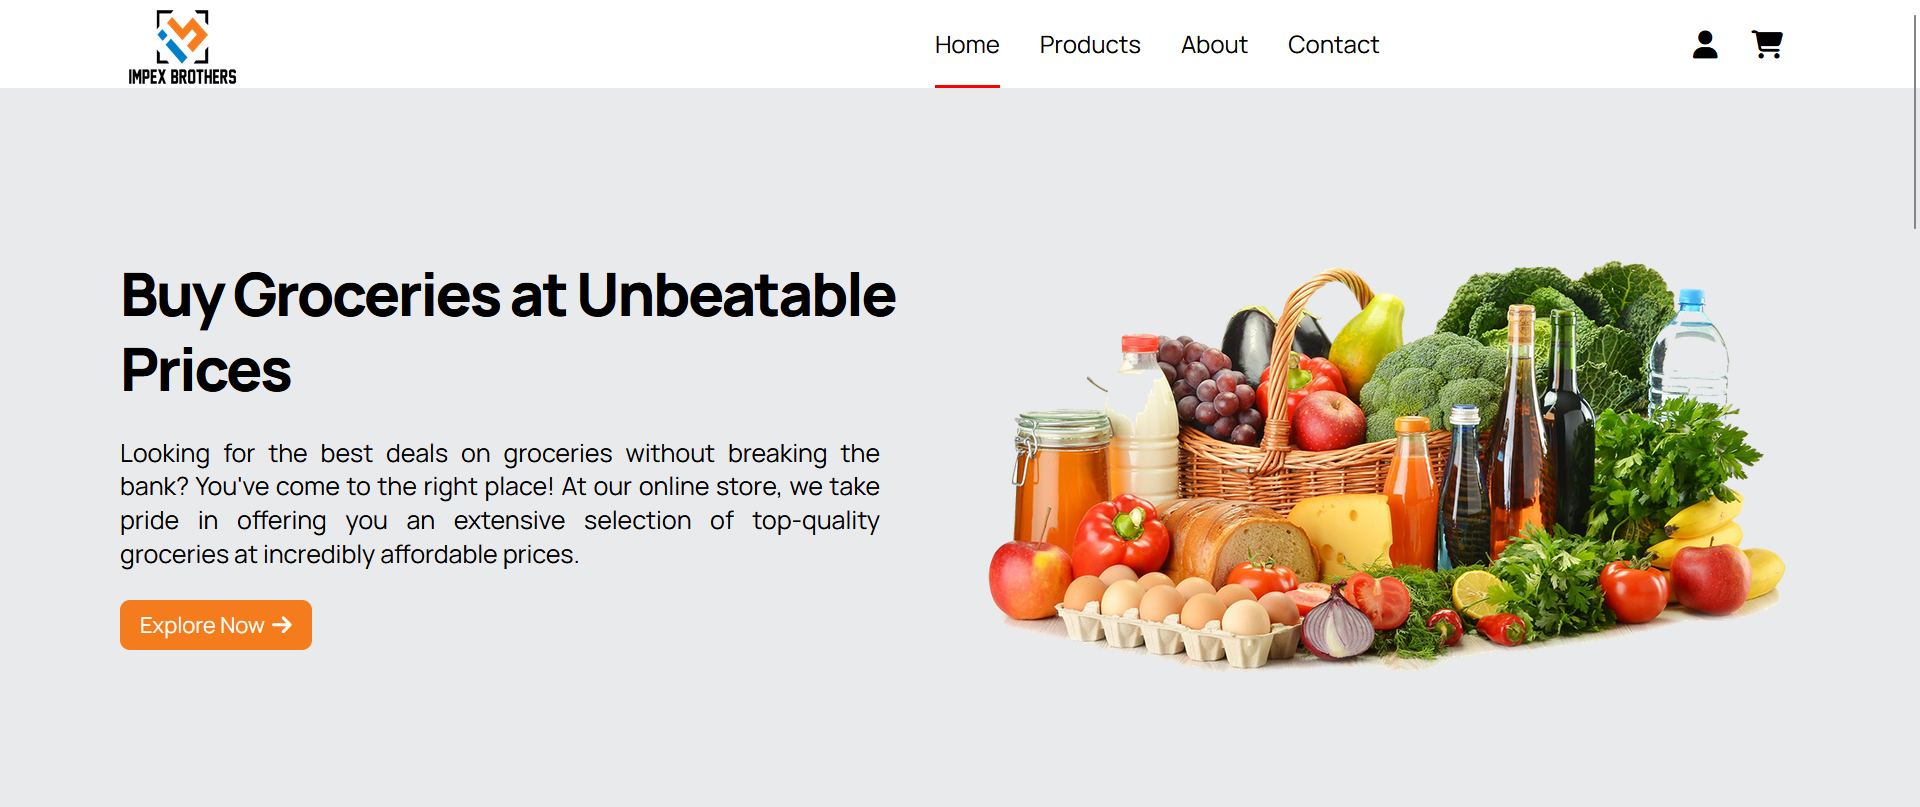 IMPEX BROTHERS
Home Products About Contact
Buy Groceries at Unbeatable
Prices
Looking for the best deals on groceries without breaking the
bank? You've come to the right place! At our online store, we take
pride in offering you an extensive selection of top-quality
groceries at incredibly affordable prices.
Explore Now →